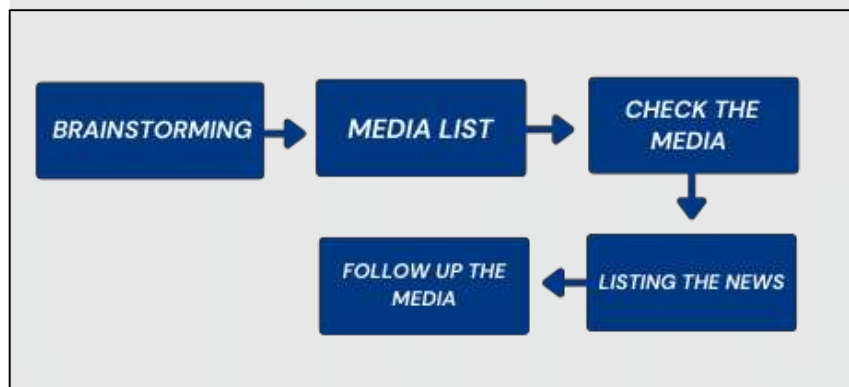 BRAINSTORMING
MEDIA LIST
CHECK THE
MEDIA
LISTING THE NEWS
FOLLOW UP THE
MEDIA